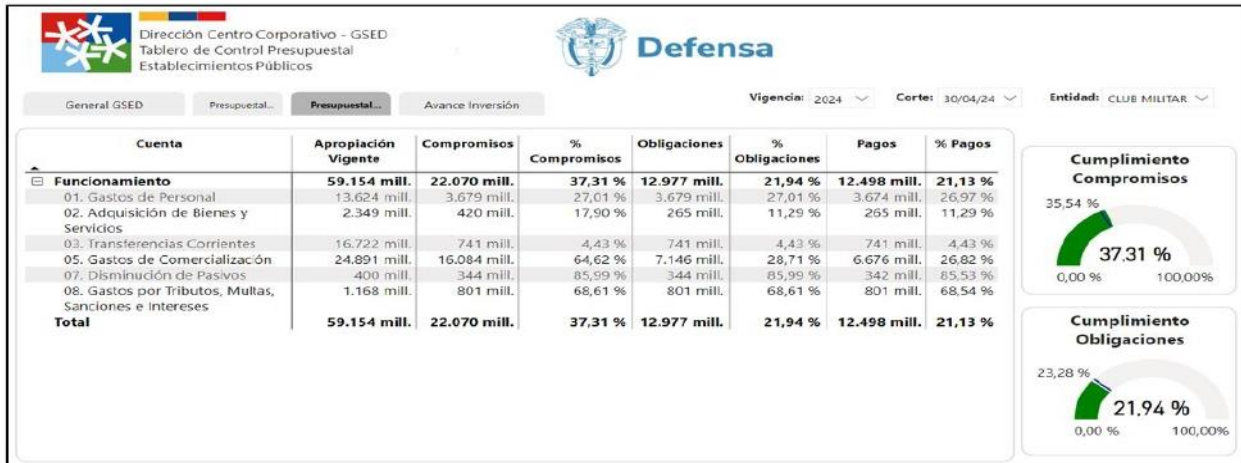 Dirección Centro Corporativo - GSED
Tablero de Control Presupuestal
Establecimientos Públicos
Defensa
General GSED Presupuestal... Presupuestal... Avance Inversión Vigencia: 2024 Corte: 30/04/24 Entidad: CLUB MILITAR
Cuenta Apropiación Vigente Compromisos % Compromisos Obligaciones % Obligaciones Pagos % Pagos
Funcionamiento 59.154 mill. 22.070 mill. 37,31 % 12.977 mill. 21,94 % 12.498 mill. 21,13 %
01. Gastos de Personal 13.624 mill. 3.679 mill. 27,01 % 3.679 mill. 27,01 % 3.674 mill. 26,97 %
02. Adquisición de Bienes y Servicios 2.349 mill. 420 mill. 17,90 % 265 mill. 11,29 % 265 mill. 11,29 %
03. Transferencias Corrientes 16.722 mill. 741 mill. 4,43 % 741 mill. 4,43 % 741 mill. 4,43 %
05. Gastos de Comercialización 24.891 mill. 16.084 mill. 64,62 % 7.146 mill. 28,71 % 6.676 mill. 26,82 %
07. Disminución de Pasivos 400 mill. 344 mill. 85,99 % 344 mill. 85,99 % 342 mill. 85,53 %
08. Gastos por Tributos, Multas, Sanciones e Intereses 1.168 mill. 801 mill. 68,61 % 801 mill. 68,61 % 801 mill. 68,54 %
Total 59.154 mill. 22.070 mill. 37,31 % 12.977 mill. 21,94 % 12.498 mill. 21,13 %
Cumplimiento
Compromisos
35,54 %
37.31 %
0,00 % 100,00%
Cumplimiento
Obligaciones
23,28 %
21,94 %
0,00 % 100,00%